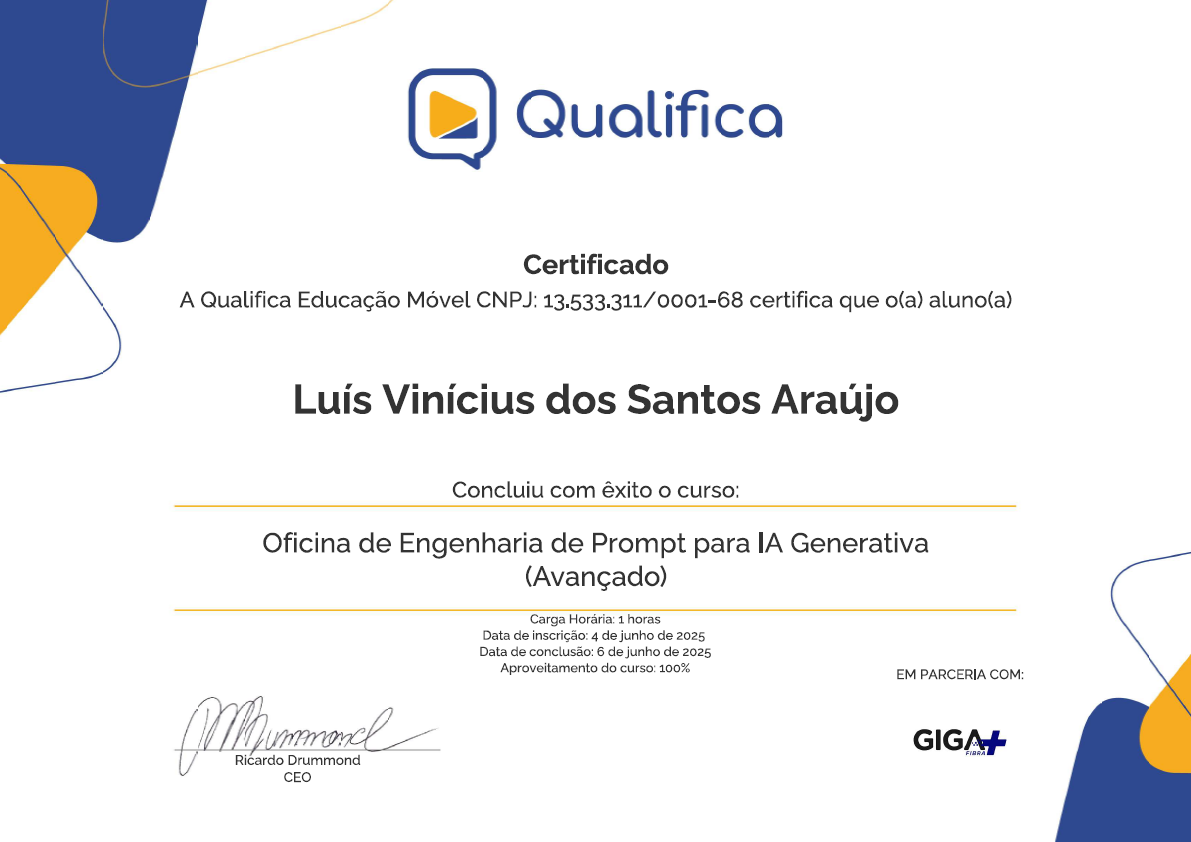 Qualifica
Certificado
A Qualifica Educação Móvel CNPJ: 13.533.311/0001-68 certifica que o(a) aluno(a)
Luís Vinícius dos Santos Araújo
Concluiu com êxito o curso:
Oficina de Engenharia de Prompt para IA Generativa
(Avançado)
Carga Horária: 1 horas
Data de inscrição: 4 de junho de 2025
Data de conclusão: 6 de junho de 2025
Aproveitamento do curso: 100%
EM PARCERIA COM:
GIGA+
FIBRA
Drummond
Ricardo Drummond
CEO